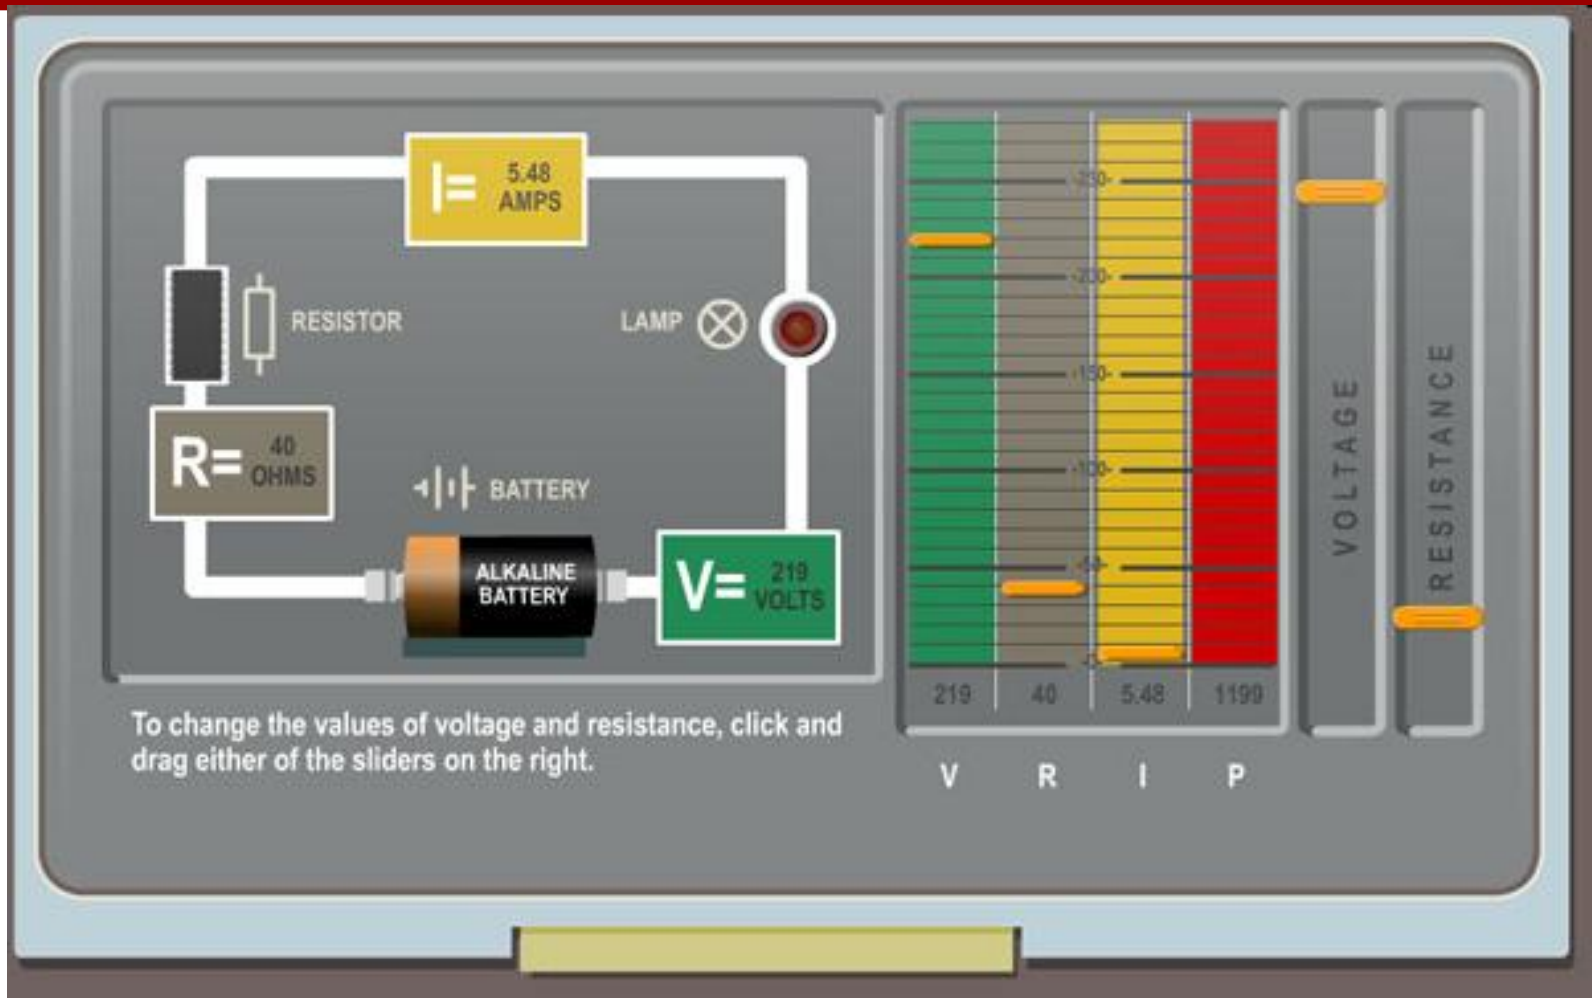 I= 5.48
AMPS
RESISTOR
LAMP
R= 40
OHMS
BATTERY
ALKALINE
BATTERY
V= 219
VOLTS
-250-
-200-
-150-
-100-
-50-
-0-
219 40 5.48 1199
V R I P
VOLTAGE
RESISTANCE
To change the values of voltage and resistance, click and
drag either of the sliders on the right.